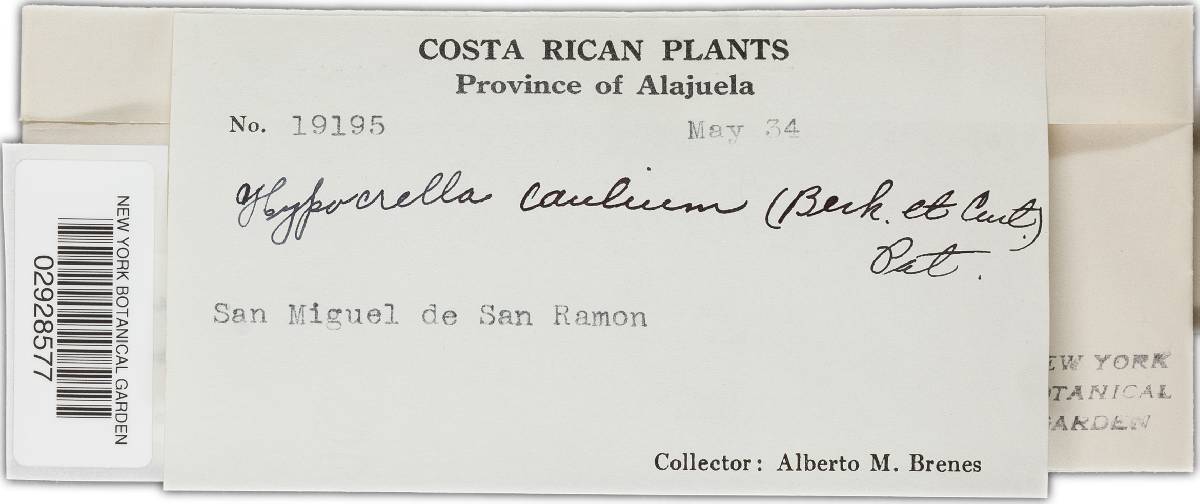 COSTA RICAN PLANTS
Province of Alajuela
No. 19195 May 34
Hypocrella caulium (Berk. et Curt.)
Pat.
San Miguel de San Ramon
Collector: Alberto M. Brenes
NEW YORK BOTANICAL GARDEN
02928577
EW YORK
OTANICAL
GARDEN